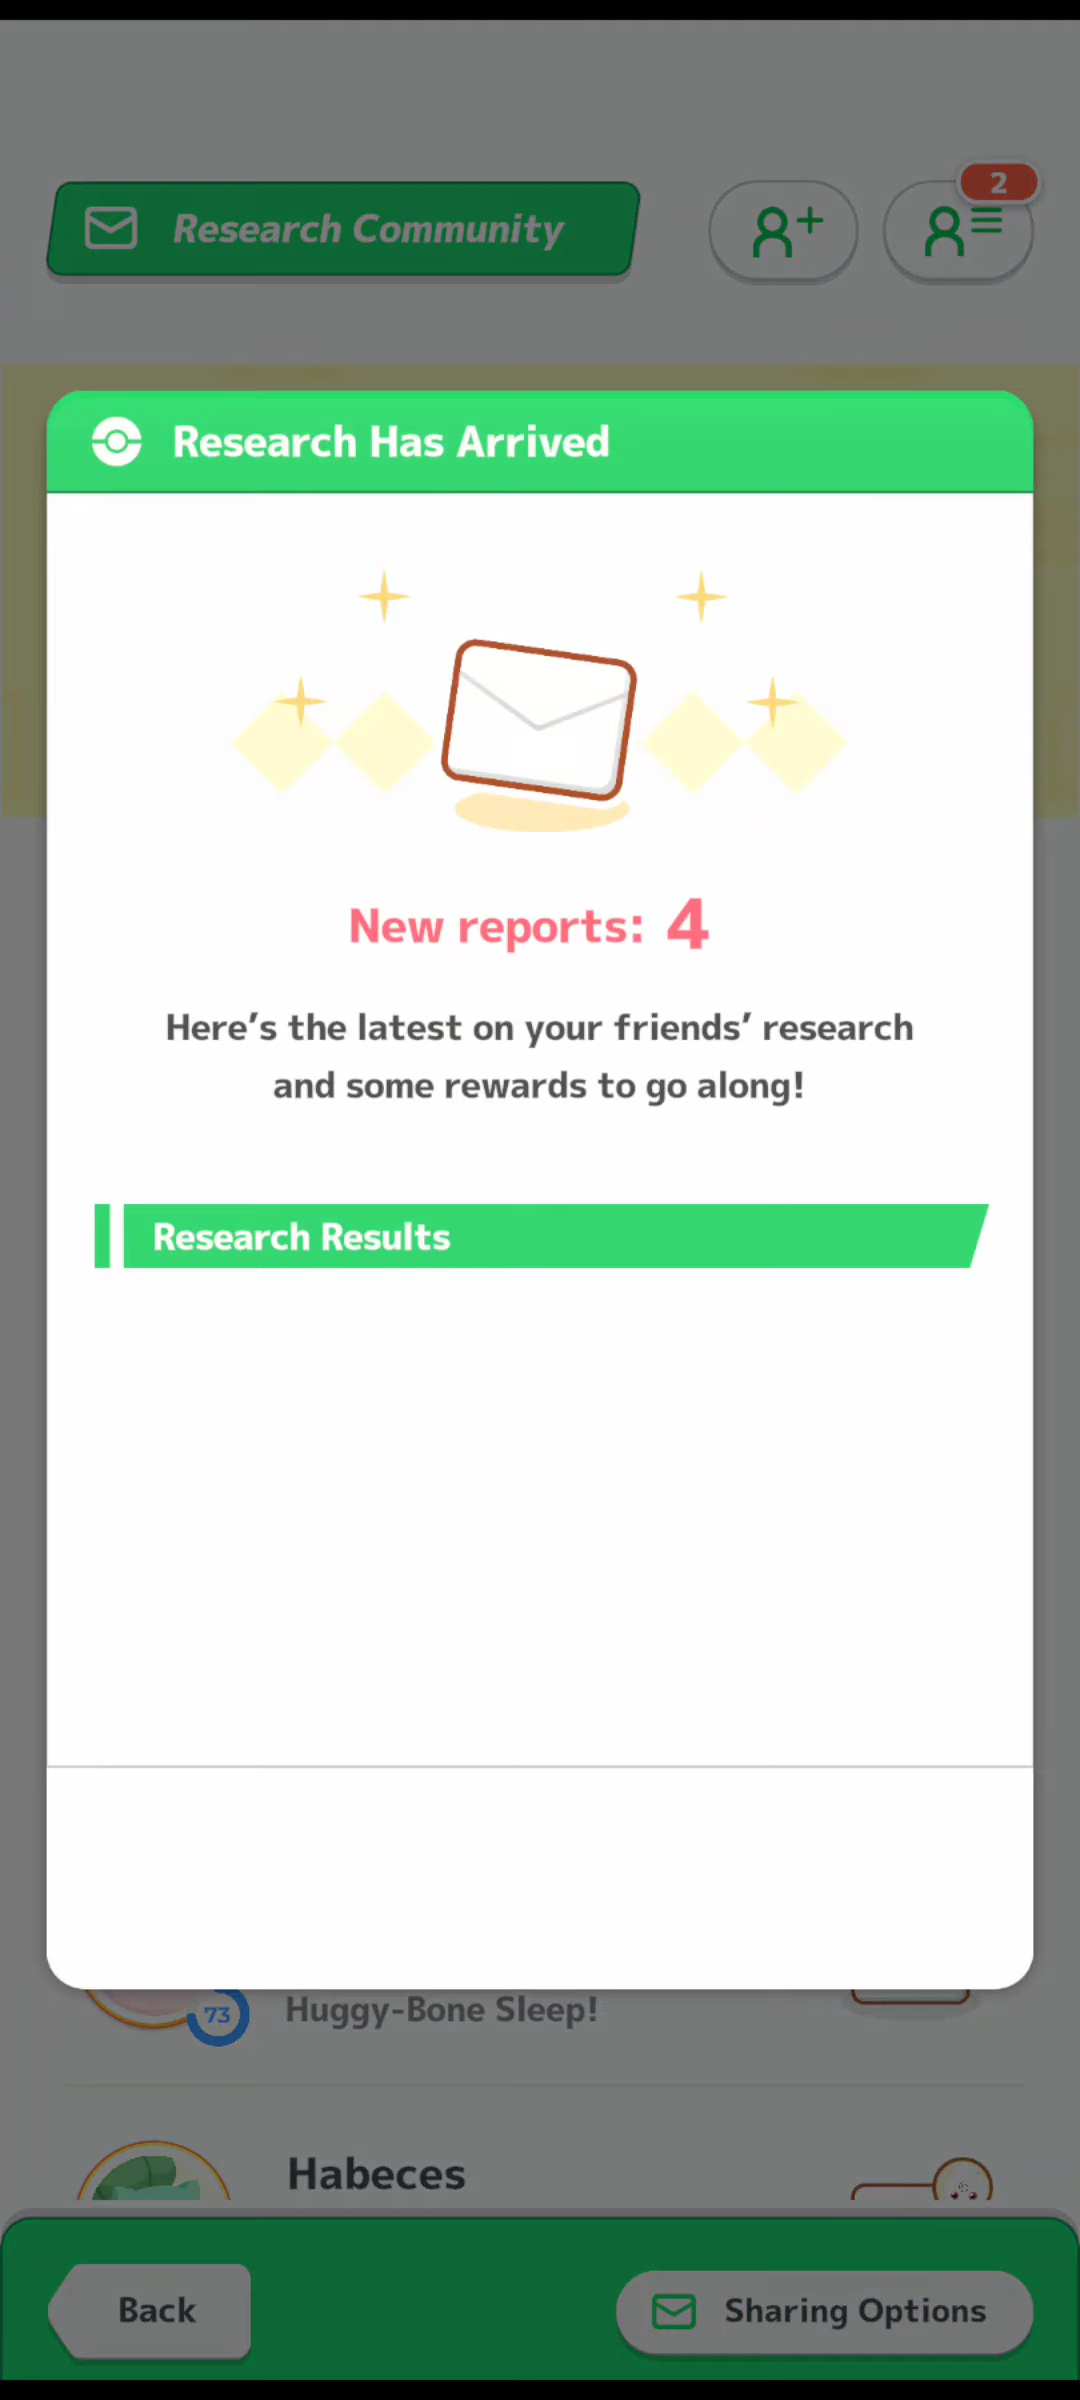 Research Community
2
Research Has Arrived
New reports: 4
Here's the latest on your friends' research
and some rewards to go along!
Research Results
73
Huggy-Bone Sleep!
Habeces
Back
Sharing Options